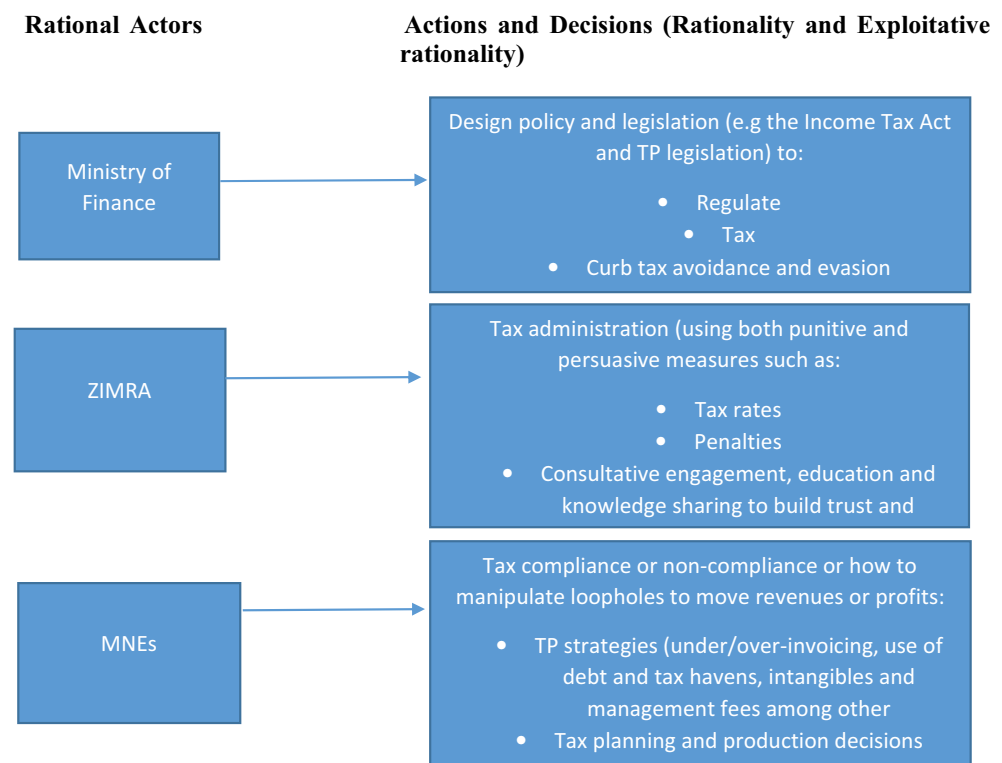 Rational Actors
Actions and Decisions (Rationality and Exploitative
rationality)
Ministry of
Finance
Design policy and legislation (e.g the Income Tax Act
and TP legislation) to:
• Regulate
• Tax
• Curb tax avoidance and evasion
ZIMRA
Tax administration (using both punitive and
persuasive measures such as:
• Tax rates
• Penalties
• Consultative engagement, education and
knowledge sharing to build trust and
MNEs
Tax compliance or non-compliance or how to
manipulate loopholes to move revenues or profits:
• TP strategies (under/over-invoicing, use of
debt and tax havens, intangibles and
management fees among other
• Tax planning and production decisions